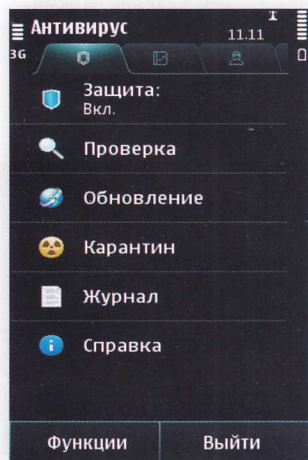 Антивирус
11.11
3G
Защита:
Вкл.
Проверка
Обновление
Карантин
Журнал
Справка
Функции
Выйти